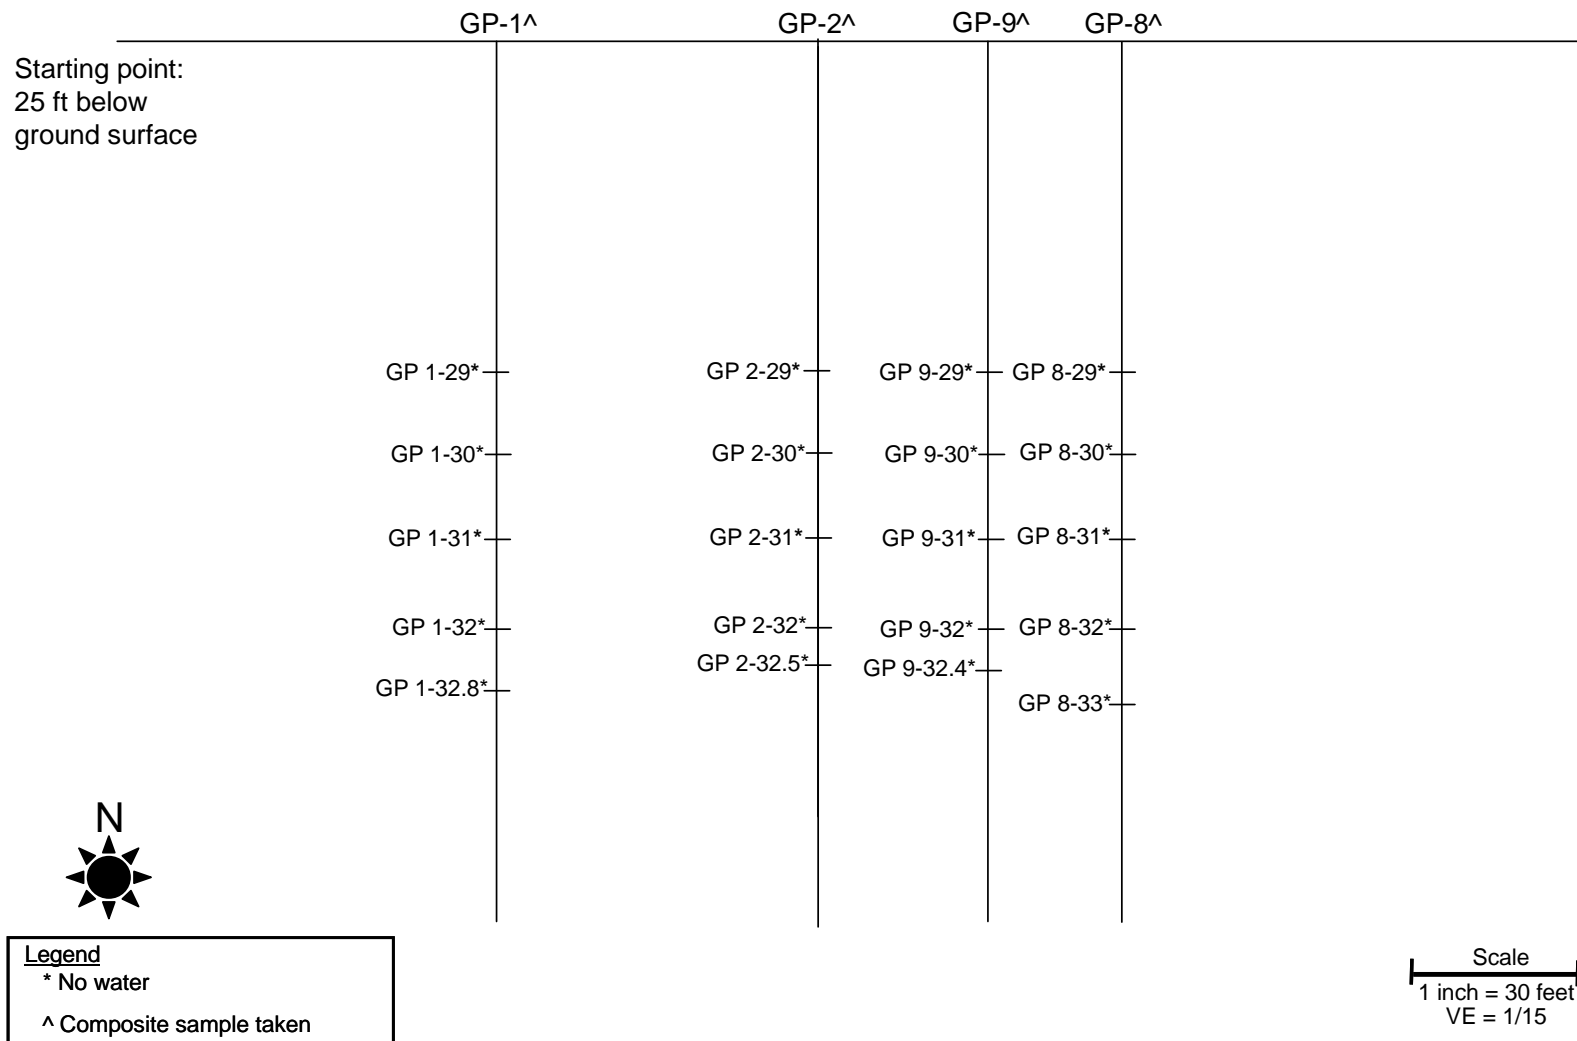 GP-1^ GP-2^ GP-9^ GP-8^
Starting point:
25 ft below
ground surface
GP 1-29* GP 2-29* GP 9-29* GP 8-29*
GP 1-30* GP 2-30* GP 9-30* GP 8-30*
GP 1-31* GP 2-31* GP 9-31* GP 8-31*
GP 1-32* GP 2-32* GP 9-32* GP 8-32*
GP 2-32.5* GP 9-32.4*
GP 1-32.8*
GP 8-33*
N
Legend
* No water
^ Composite sample taken
Scale
1 inch = 30 feet
VE = 1/15